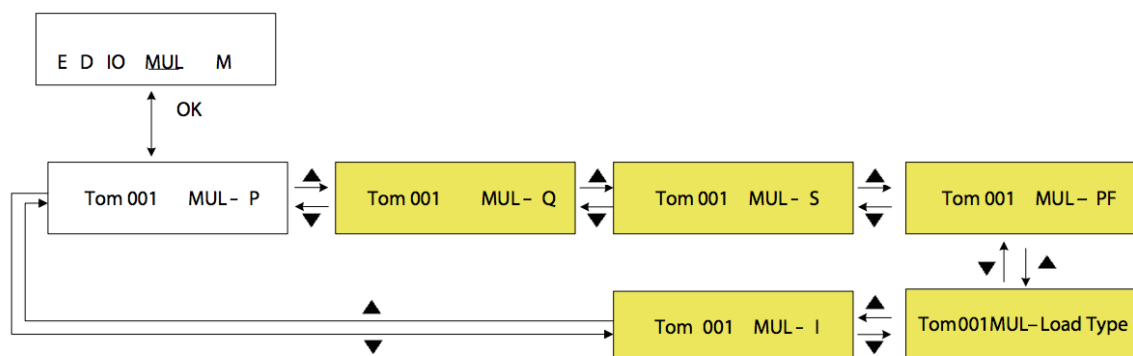 E D IO MUL M
OK
Tom 001 MUL- P
▲
▼
Tom 001 MUL- Q
▲
▼
Tom 001 MUL- S
▲
▼
Tom 001 MUL- PF
▼ ▲
▲
▼
Tom 001 MUL- I
▲
▼
Tom001MUL-Load Type